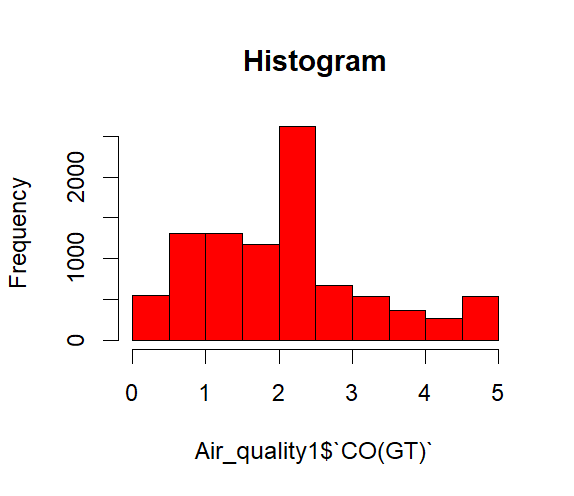 Histogram
Frequency
2000
1000
0
0 1 2 3 4 5
Air_quality1$`CO(GT)`